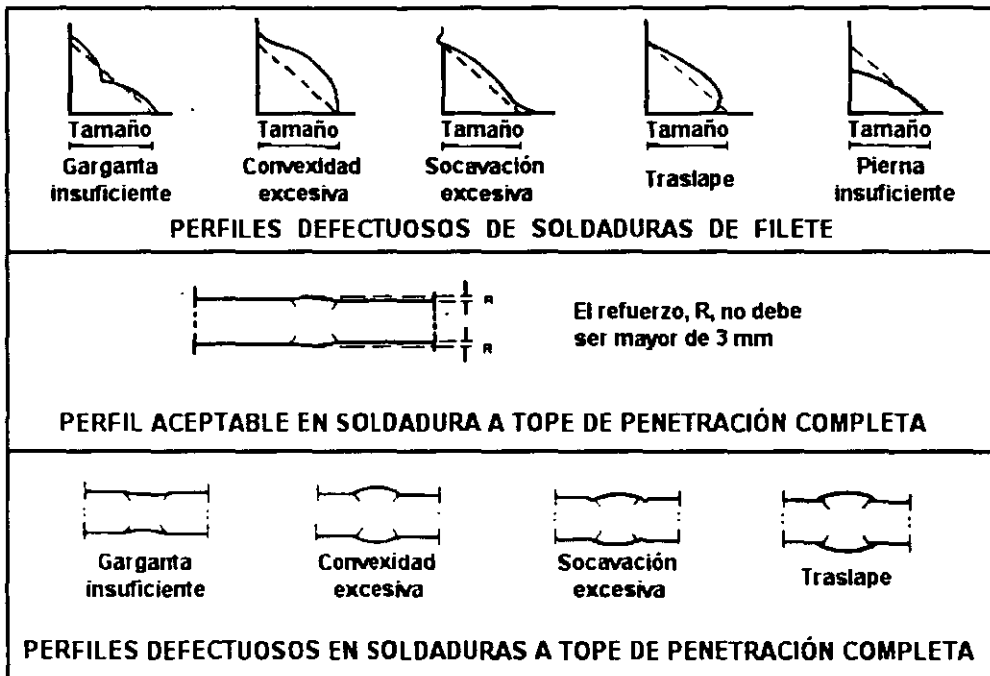 Tamaño Tamaño Tamaño Tamaño Tamaño
Garganta
insuficiente
Convexidad
excesiva
Socavación
excesiva
Traslape
Pierna
insuficiente
PERFILES DEFECTUOSOS DE SOLDADURAS DE FILETE
R
R
El refuerzo, R, no debe
ser mayor de 3 mm
PERFIL ACEPTABLE EN SOLDADURA A TOPE DE PENETRACIÓN COMPLETA
Garganta
insuficiente
Convexidad
excesiva
Socavación
excesiva
Traslape
PERFILES DEFECTUOSOS EN SOLDADURAS A TOPE DE PENETRACIÓN COMPLETA